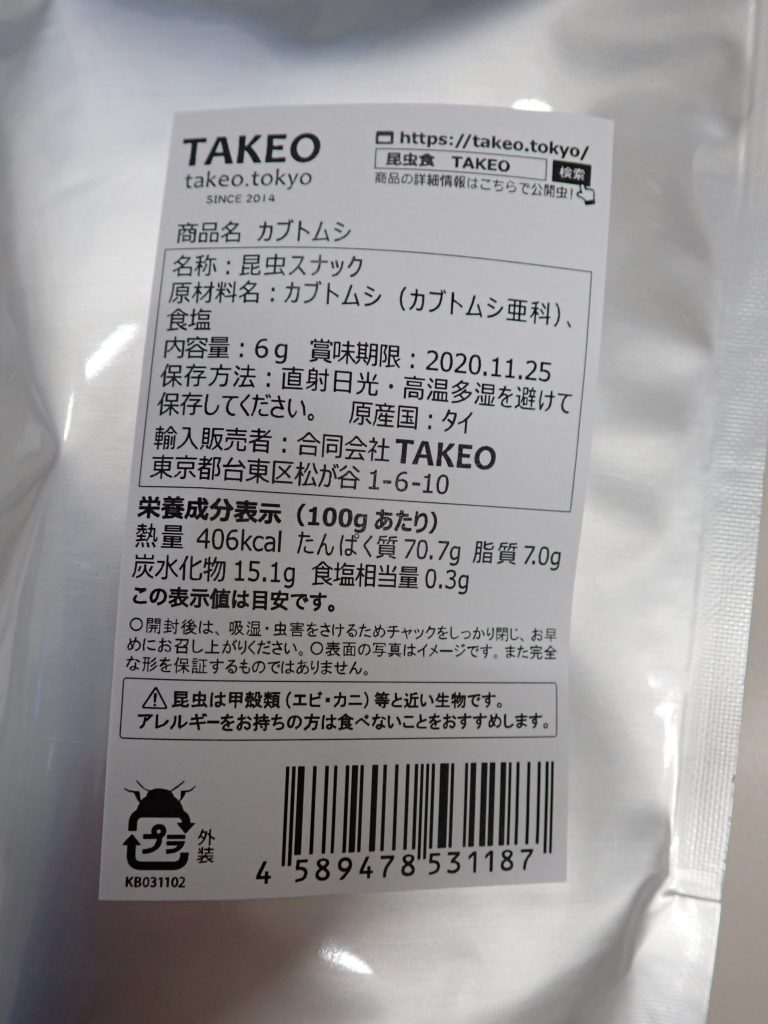 TAKEO
takeo.tokyo
SINCE 2014
https://takeo.tokyo/
昆虫食 TAKEO 検索
商品の詳細情報はこちらで公開虫!
商品名 カブトムシ
名称：昆虫スナック
原材料名：カブトムシ（カブトムシ亜科）、
食塩
内容量：6g 賞味期限：2020.11.25
保存方法：直射日光・高温多湿を避けて
保存してください。 原産国：タイ
輸入販売者：合同会社TAKEO
東京都台東区松が谷 1-6-10
栄養成分表示（100gあたり）
熱量 406kcal たんぱく質 70.7g 脂質 7.0g
炭水化物 15.1g 食塩相当量 0.3g
この表示値は目安です。
○開封後は、吸湿・虫害をさけるためチャックをしっかり閉じ、お早
めにお召し上がりください。○表面の写真はイメージです。また完全
な形を保証するものではありません。
⚠昆虫は甲殻類（エビ・カニ）等と近い生物です。
アレルギーをお持ちの方は食べないことをおすすめします。
プラ
外装
KB031102
4 589478 531187